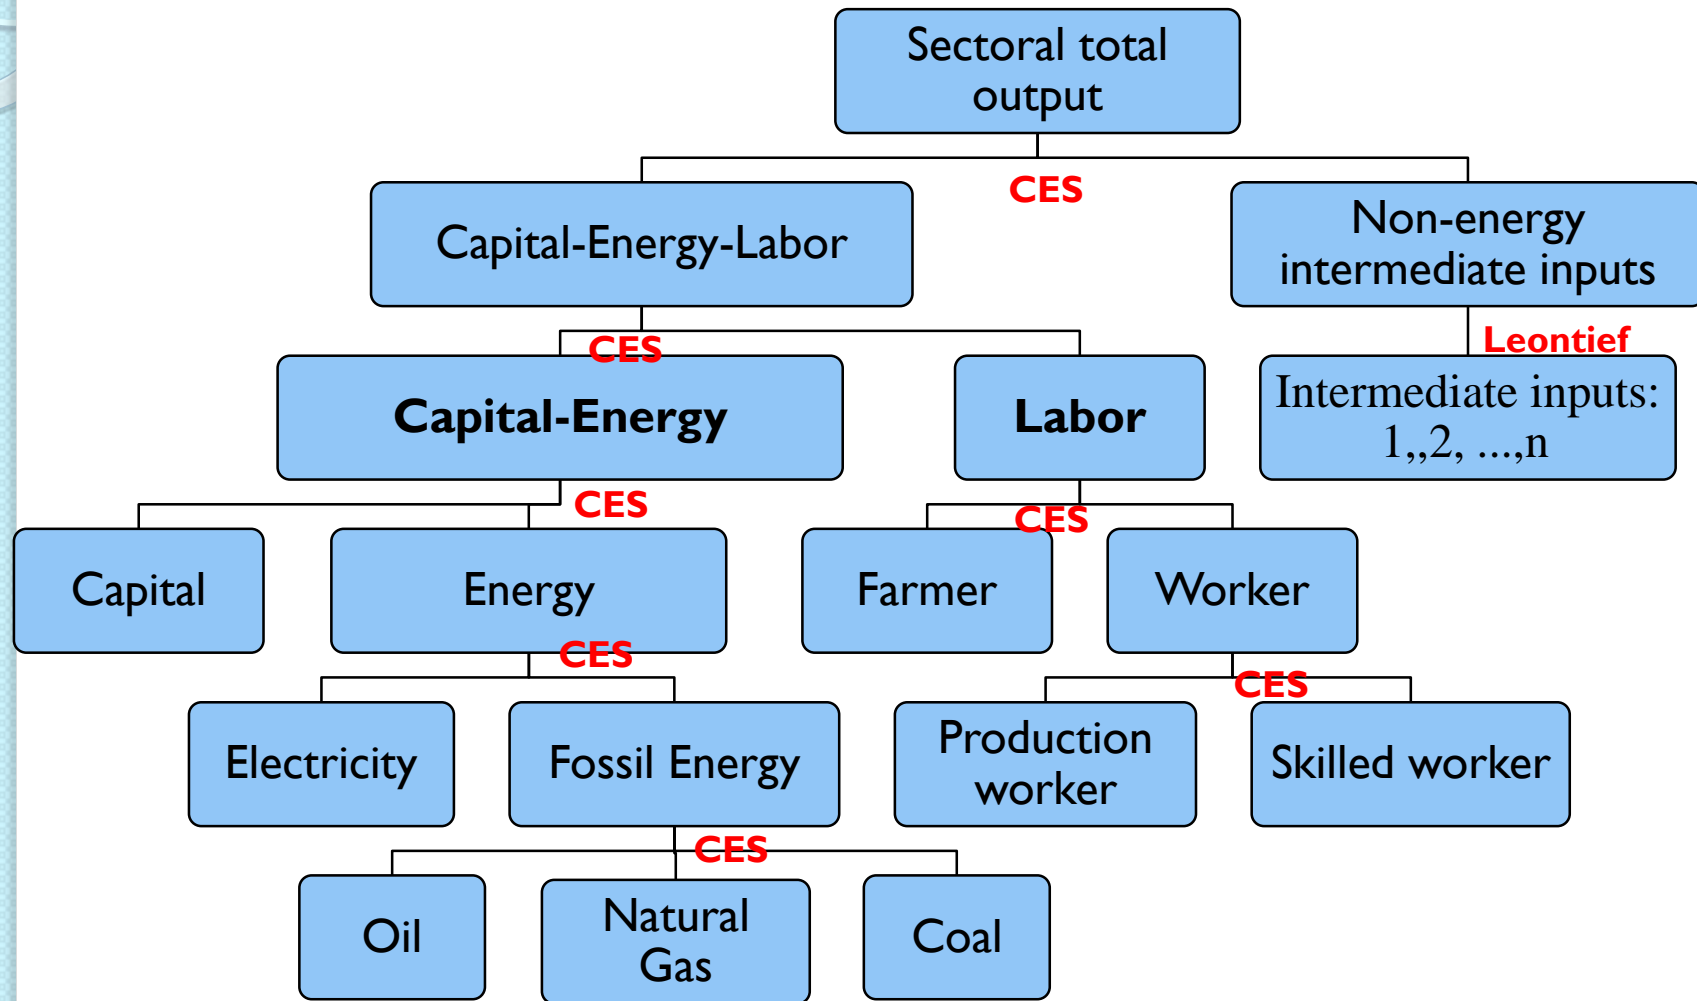 Sectoral total
output
CES
Capital-Energy-Labor
Non-energy
intermediate inputs
CES
Leontief
Capital-Energy
Labor
Intermediate inputs:
1,,2, ...,n
CES
CES
Capital
Energy
Farmer
Worker
CES
CES
Electricity
Fossil Energy
Production
worker
Skilled worker
CES
Oil
Natural
Gas
Coal